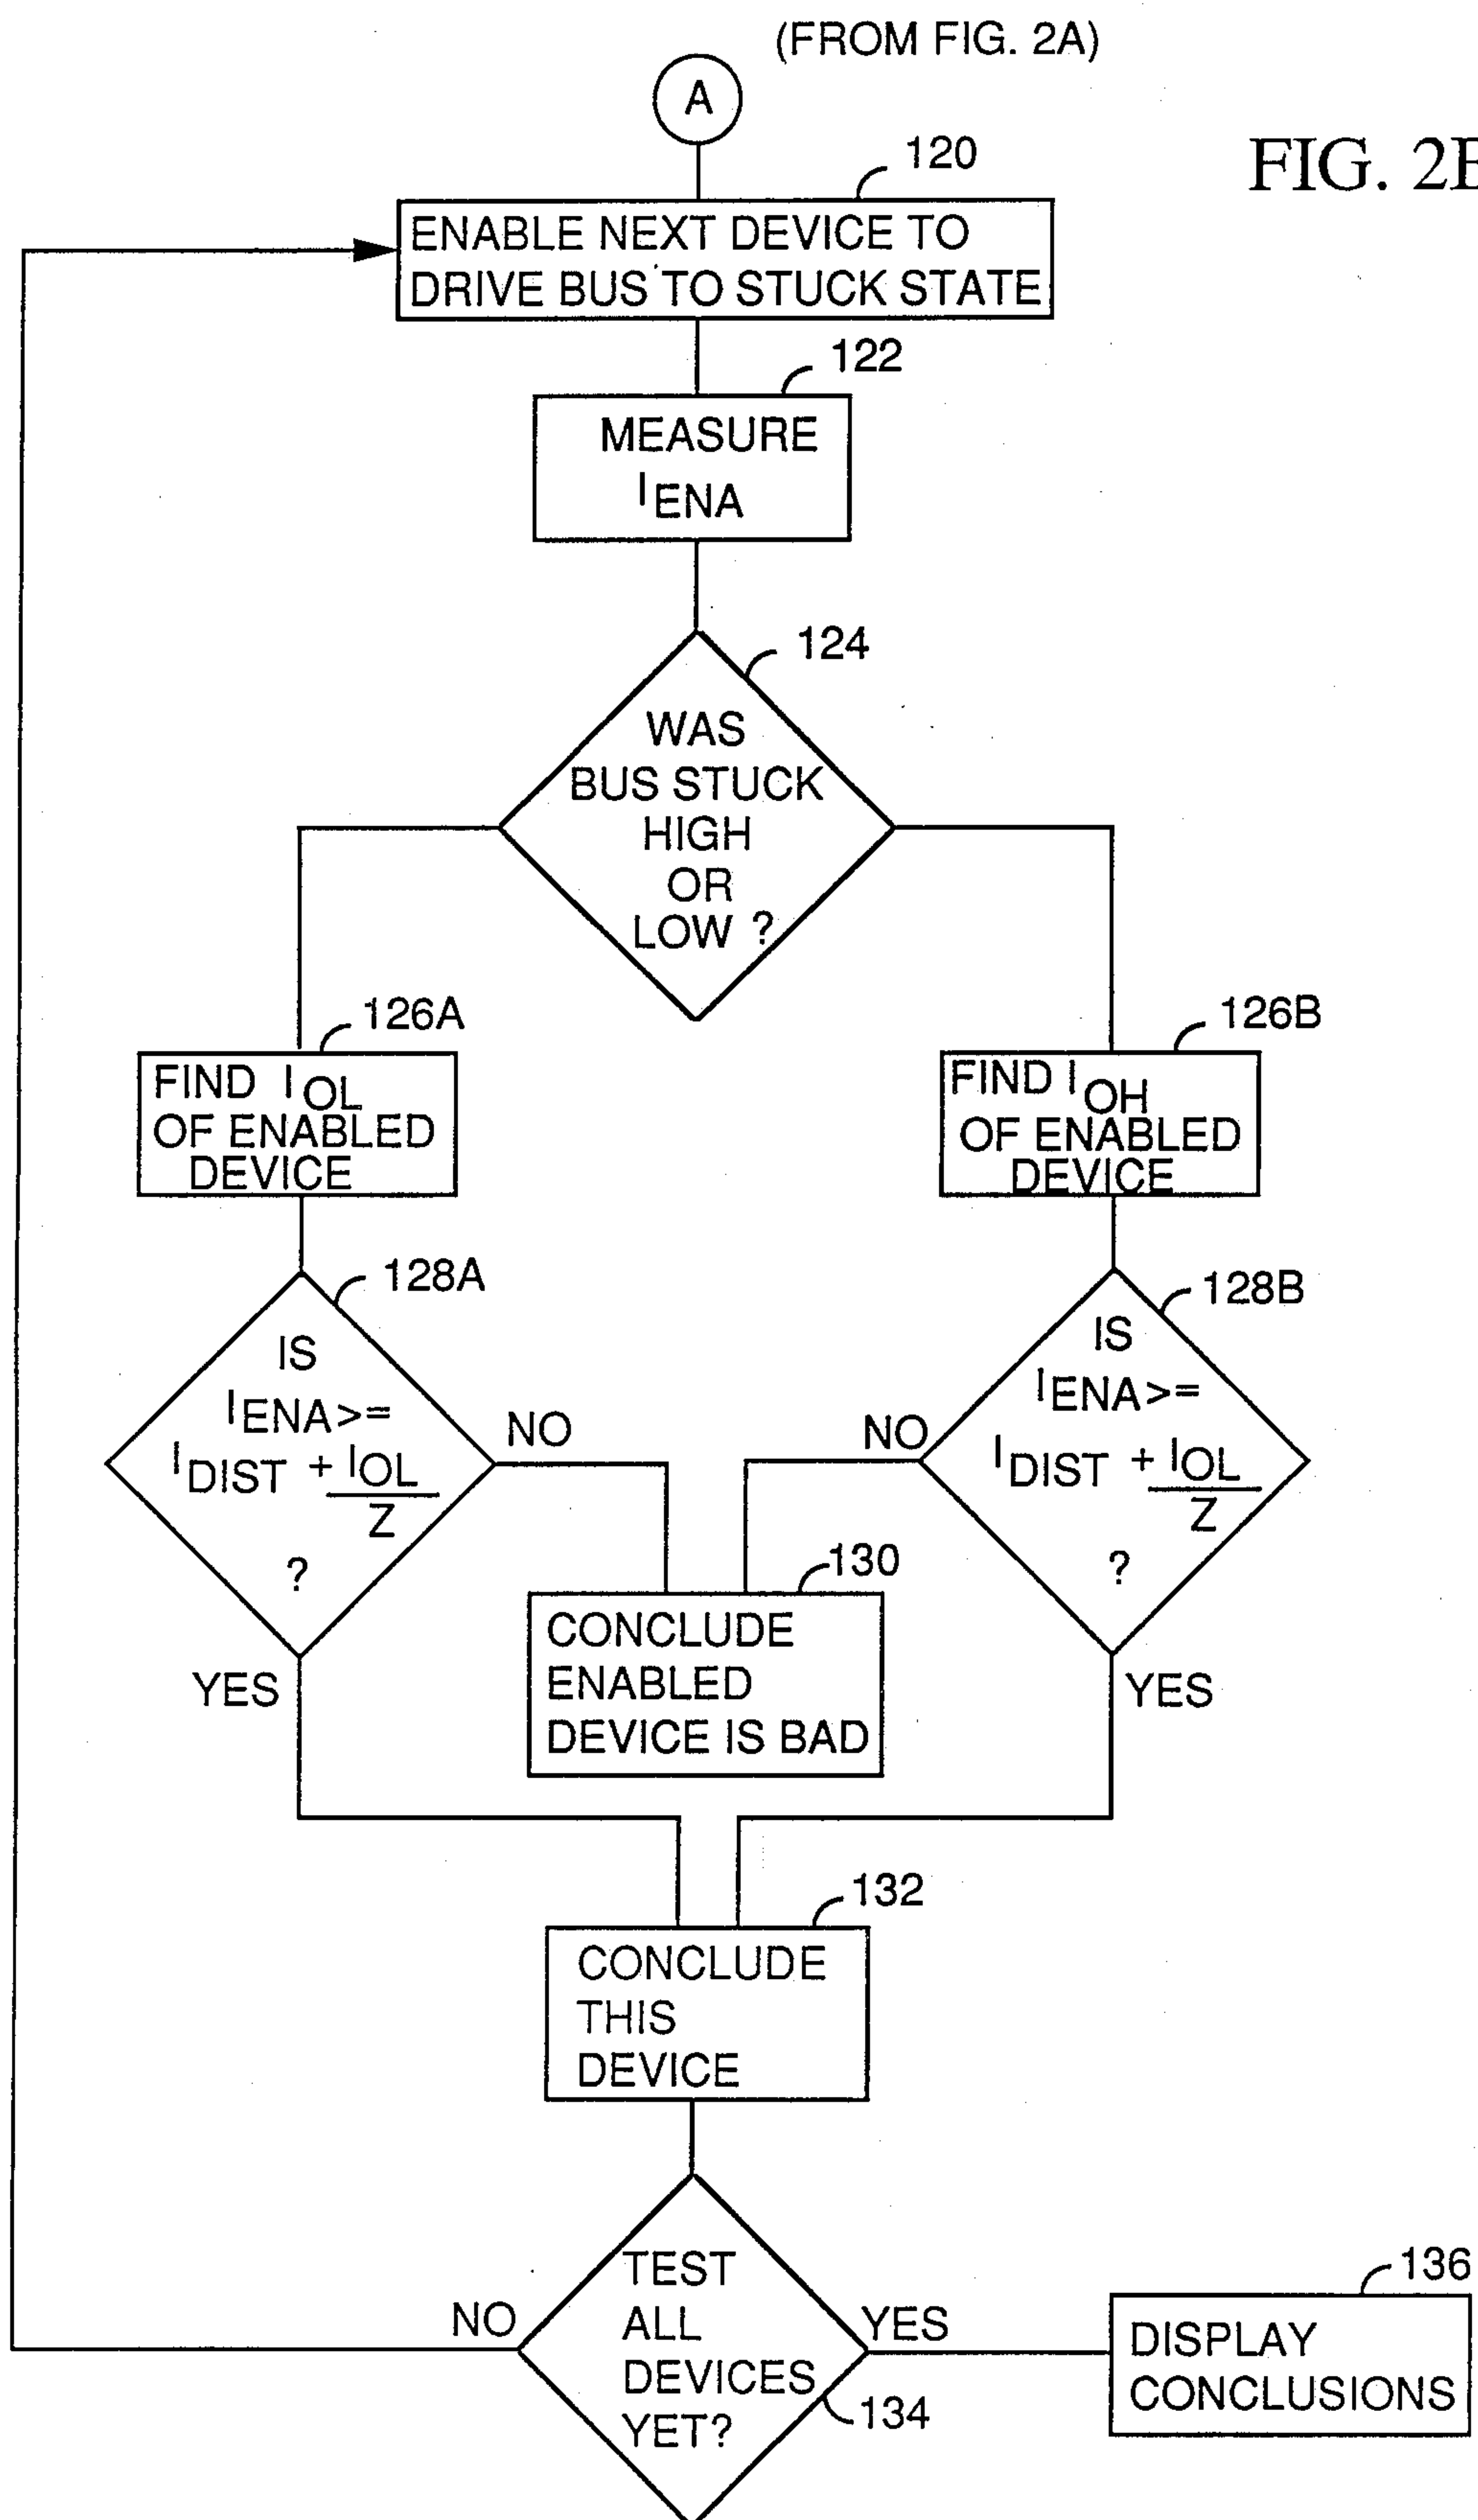 (FROM FIG. 2A)
A
FIG. 2B
120
ENABLE NEXT DEVICE TO
DRIVE BUS TO STUCK STATE
122
MEASURE
IENA
124
WAS
BUS STUCK
HIGH
OR
LOW ?
126A
FIND IOL
OF ENABLED
DEVICE
126B
FIND IOH
OF ENABLED
DEVICE
128A
IS
IENA>=
IDIST + IOL
Z
?
NO
YES
128B
IS
IENA>=
IDIST + IOL
Z
?
NO
YES
130
CONCLUDE
ENABLED
DEVICE IS BAD
132
CONCLUDE
THIS
DEVICE
TEST
ALL
DEVICES
YET?
134
NO
YES
136
DISPLAY
CONCLUSIONS